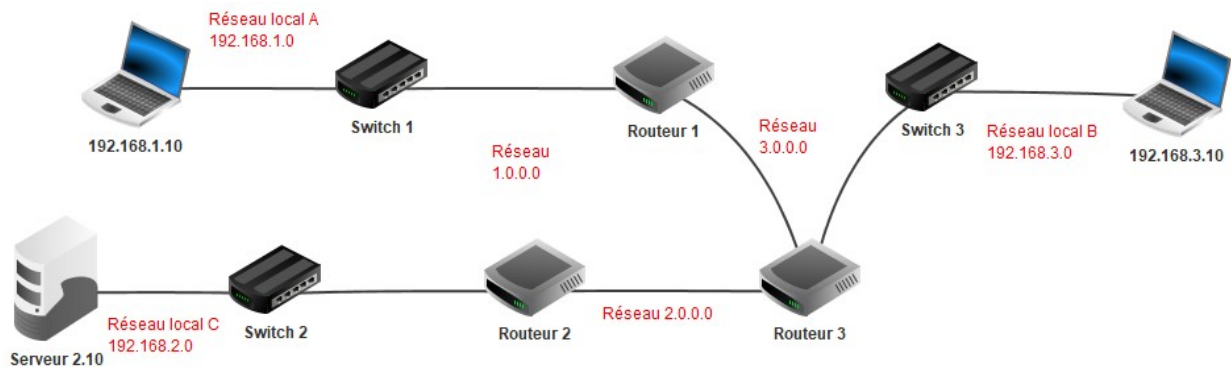 Réseau local A
192.168.1.0
192.168.1.10
Switch 1
Routeur 1
Réseau
3.0.0.0
Switch 3
Réseau local B
192.168.3.0
192.168.3.10
Réseau
1.0.0.0
Serveur 2.10
Réseau local C
192.168.2.0
Switch 2
Routeur 2
Réseau 2.0.0.0
Routeur 3